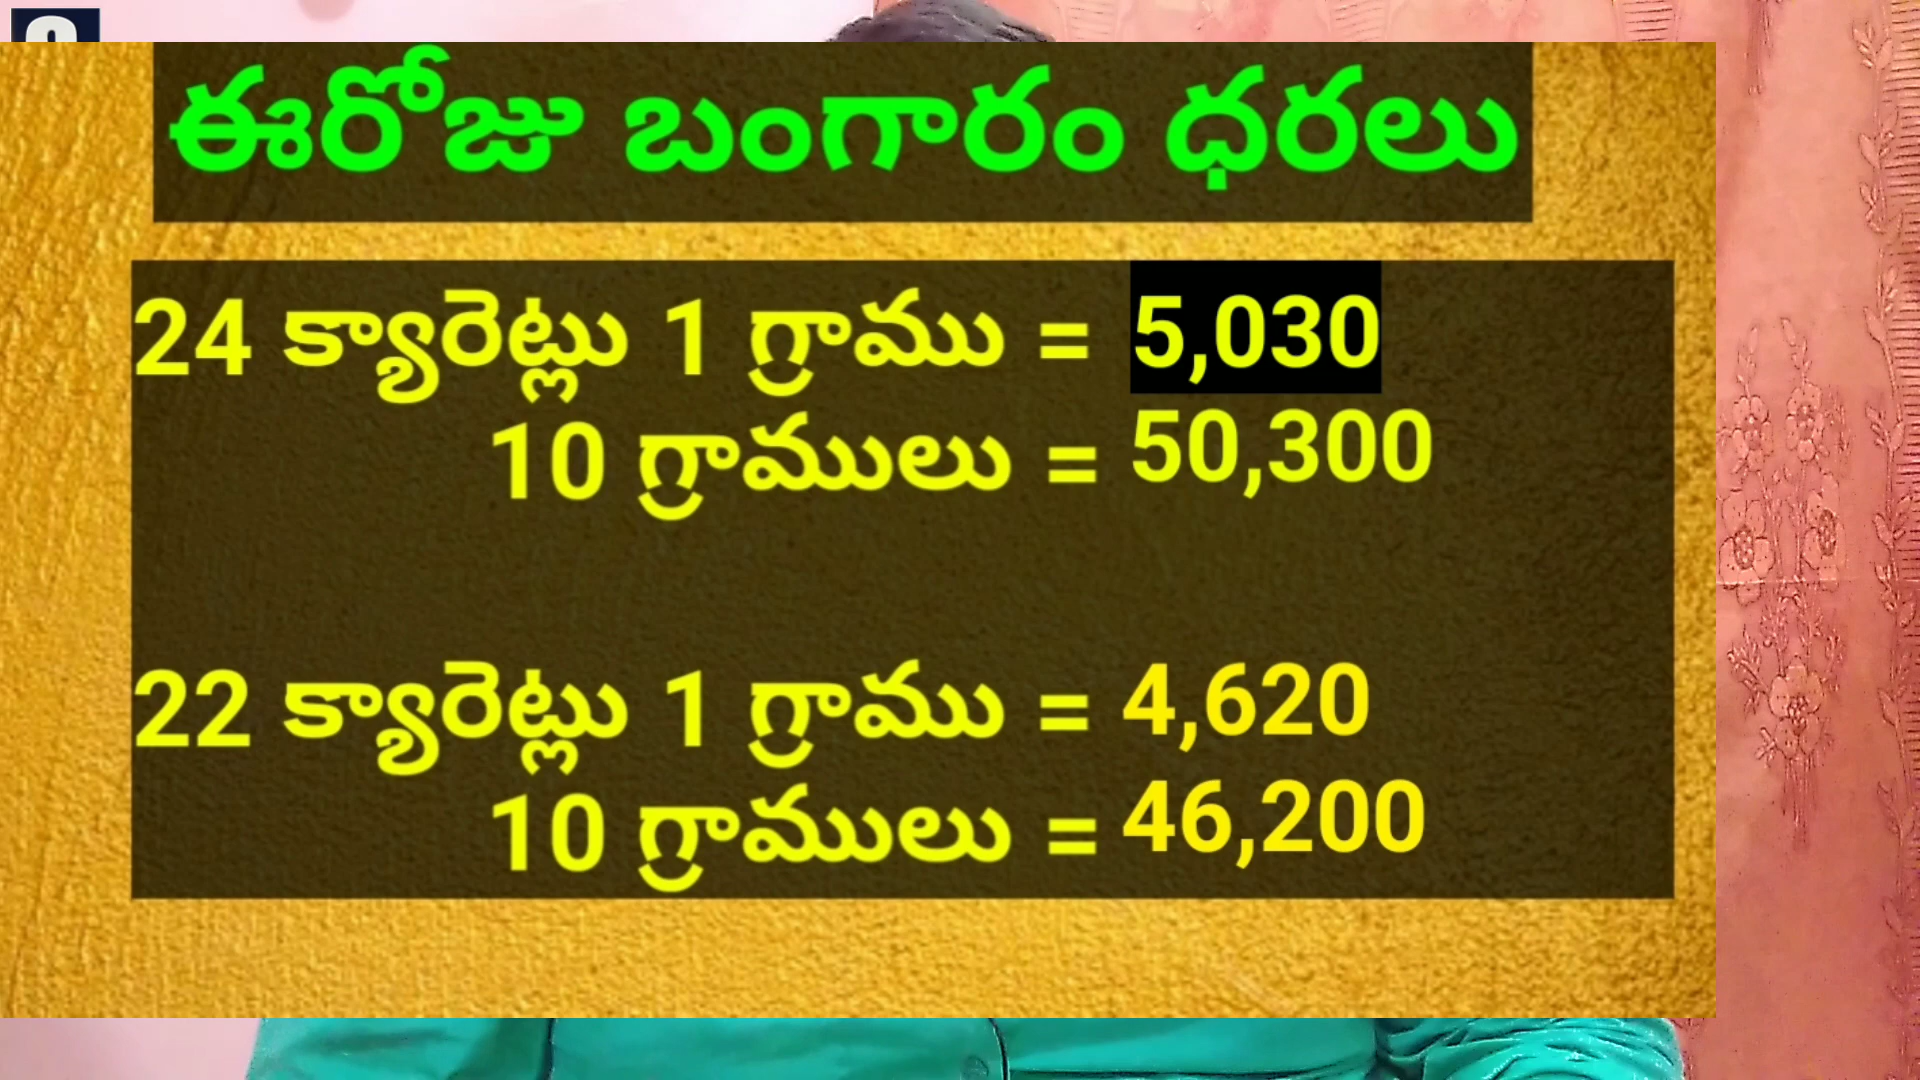 ఈరోజు బంగారం ధరలు
24 క్యారెట్లు 1 గ్రాము = 5,030
10 గ్రాములు = 50,300
22 క్యారెట్లు 1 గ్రాము = 4,620
10 గ్రాములు = 46,200